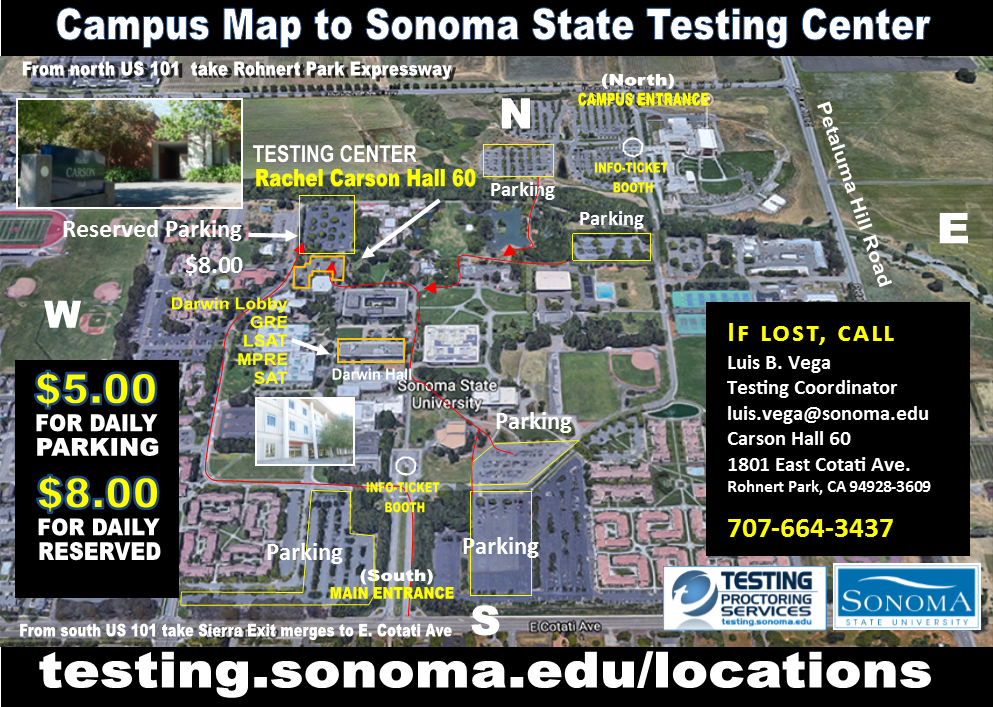 Campus Map to Sonoma State Testing Center
From north US 101 take Rohnert Park Expressway
(North)
CAMPUS ENTRANCE
N
CARSON
TESTING CENTER
Rachel Carson Hall 60
Parking
INFO-TICKET
BOOTH
Petaluma Hill Road
Reserved Parking
$8.00
Parking
E
W
Darwin Lobby
GRE
LSAT
MPRE
SAT
Darwin Hall
Sonoma State
University
$5.00
FOR DAILY
PARKING
$8.00
FOR DAILY
RESERVED
Parking
INFO-TICKET
BOOTH
Parking
Parking
(South)
MAIN ENTRANCE
IF LOST, CALL
Luis B. Vega
Testing Coordinator
luis.vega@sonoma.edu
Carson Hall 60
1801 East Cotati Ave.
Rohnert Park, CA 94928-3609
707-664-3437
TESTING
PROCTORING
SERVICES
testing.sonoma.edu
SONOMA
STATE UNIVERSITY
From south US 101 take Sierra Exit merges to E. Cotati Ave
S
E Cotati Ave
testing.sonoma.edu/locations